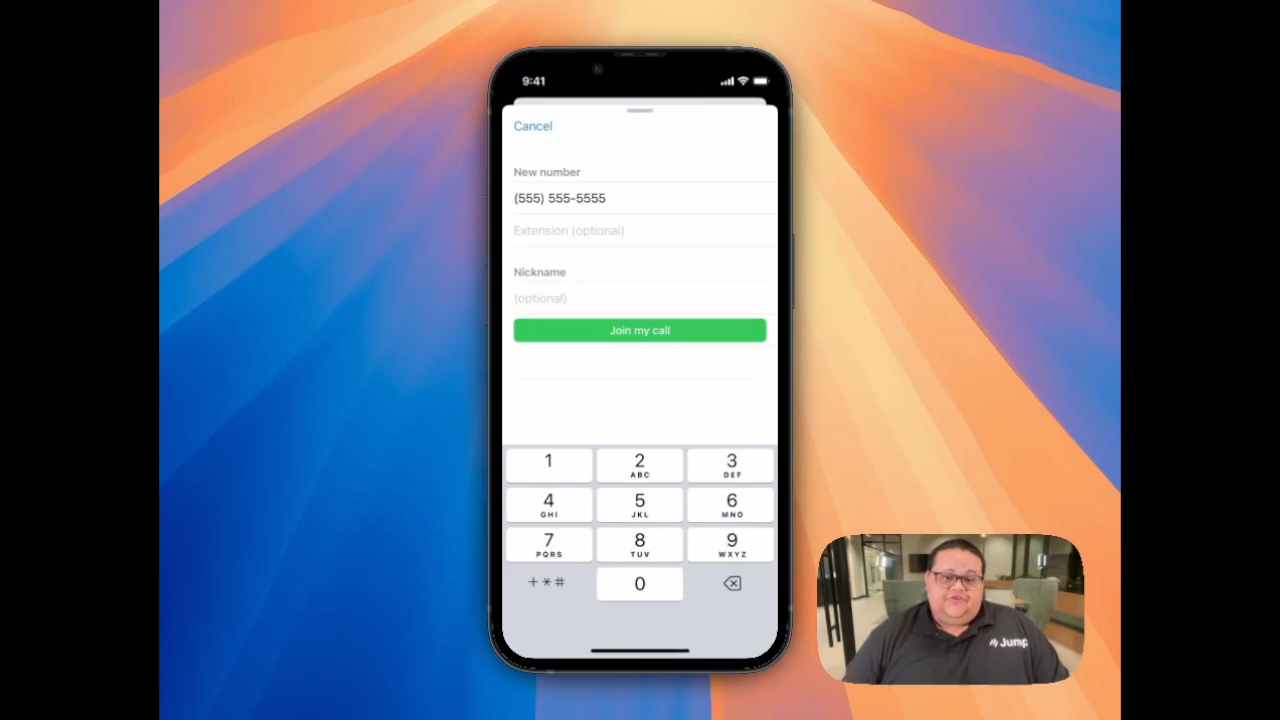 9:41
Cancel
New number
(555) 555-5555
Extension (optional)
Nickname
(optional)
Join my call
1
2
ABC
3
DEF
4
GHI
5
JKL
6
MNO
7
PQRS
8
TUV
9
WXYZ
+*#
0
Jump